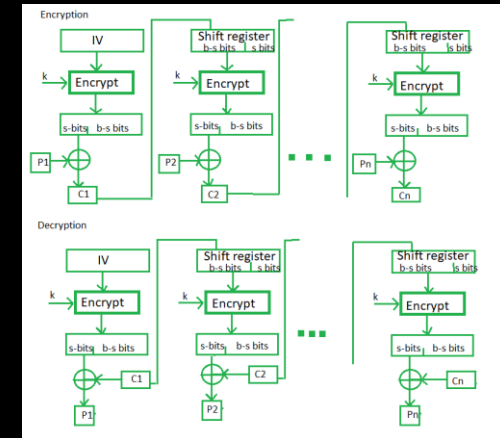 Encryption
IV
Shift register
b-s bits s bits
Shift register
b-s bits s bits
k
Encrypt
k
Encrypt
k
Encrypt
s-bits b-s bits
s-bits b-s bits
s-bits b-s bits
P1
P2
Pn
C1
C2
Cn
Decryption
IV
Shift register
b-s bits s bits
Shift register
b-s bits s bits
k
Encrypt
k
Encrypt
k
Encrypt
s-bits b-s bits
s-bits b-s bits
s-bits b-s bits
C1
C2
Cn
P1
P2
Pn